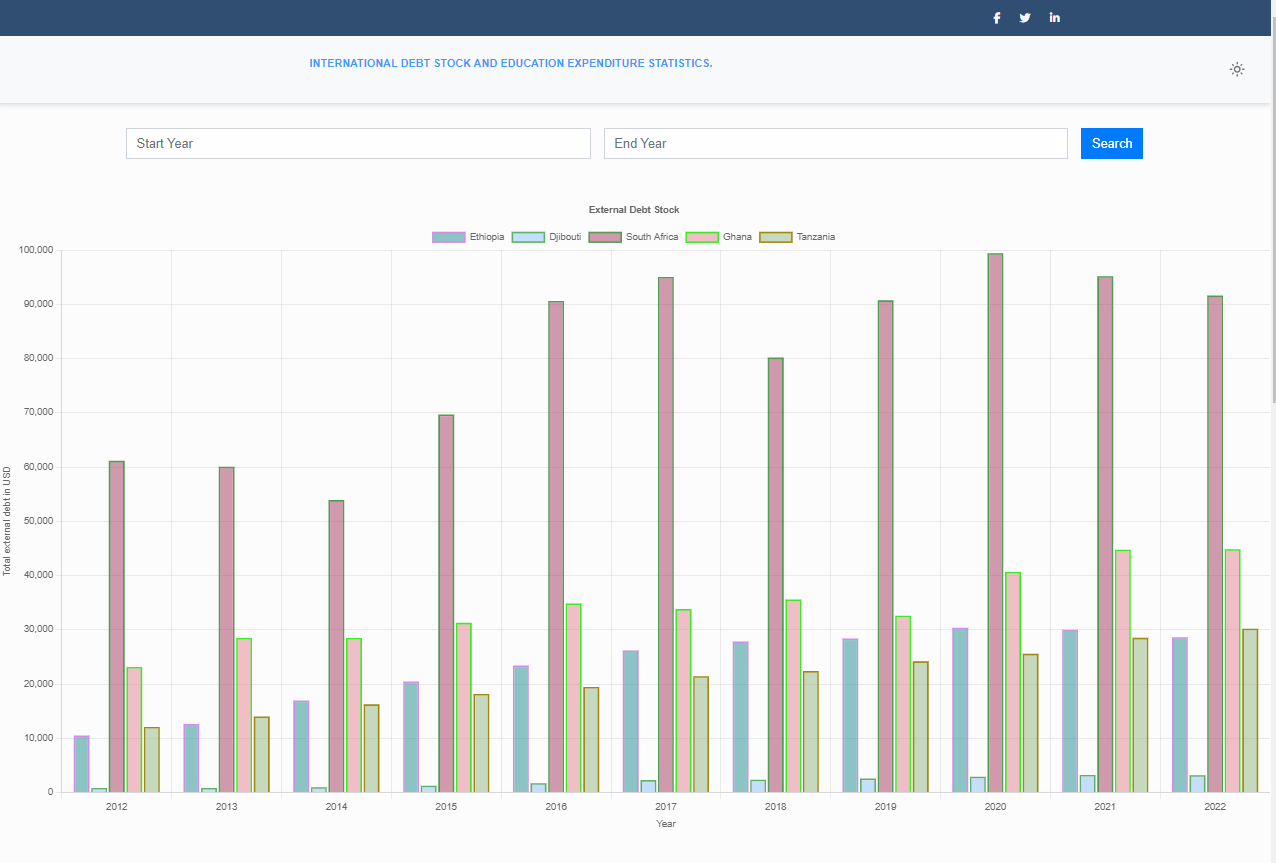 INTERNATIONAL DEBT STOCK AND EDUCATION EXPENDITURE STATISTICS.
Start Year
End Year
Search
External Debt Stock
Ethiopia
Djibouti
South Africa
Ghana
Tanzania
Total external debt in USD
100,000
90,000
80,000
70,000
60,000
50,000
40,000
30,000
20,000
10,000
0
2012
2013
2014
2015
2016
2017
2018
2019
2020
2021
2022
Year